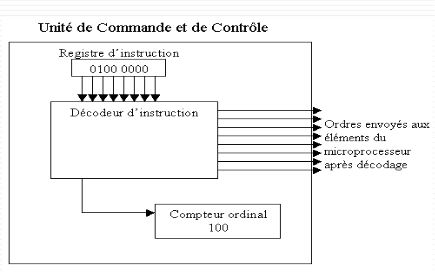 Unité de Commande et de Contrôle
Registre d'instruction
0100 0000
Décodeur d'instruction
Ordres envoyés aux
éléments du
microprocesseur
après décodage
Compteur ordinal
100